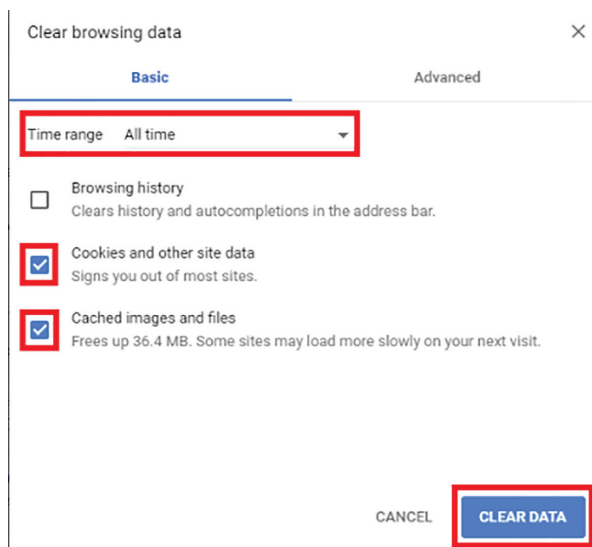 Clear browsing data
Basic Advanced
Time range All time
Browsing history
Clears history and autocompletions in the address bar.
Cookies and other site data
Signs you out of most sites.
Cached images and files
Frees up 36.4 MB. Some sites may load more slowly on your next visit.
CANCEL CLEAR DATA